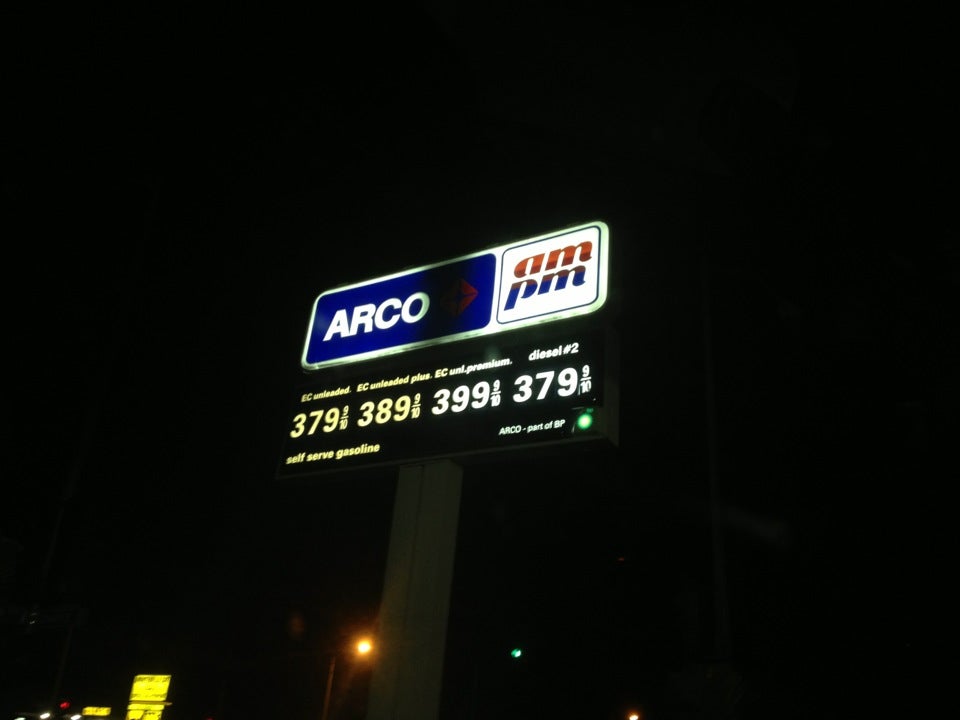 ARCO
am
pm
EC unleaded. EC unleaded plus. EC unl.premium. diesel #2
379 9/10 389 9/10 399 9/10 379 9/10
ARCO - part of BP
self serve gasoline